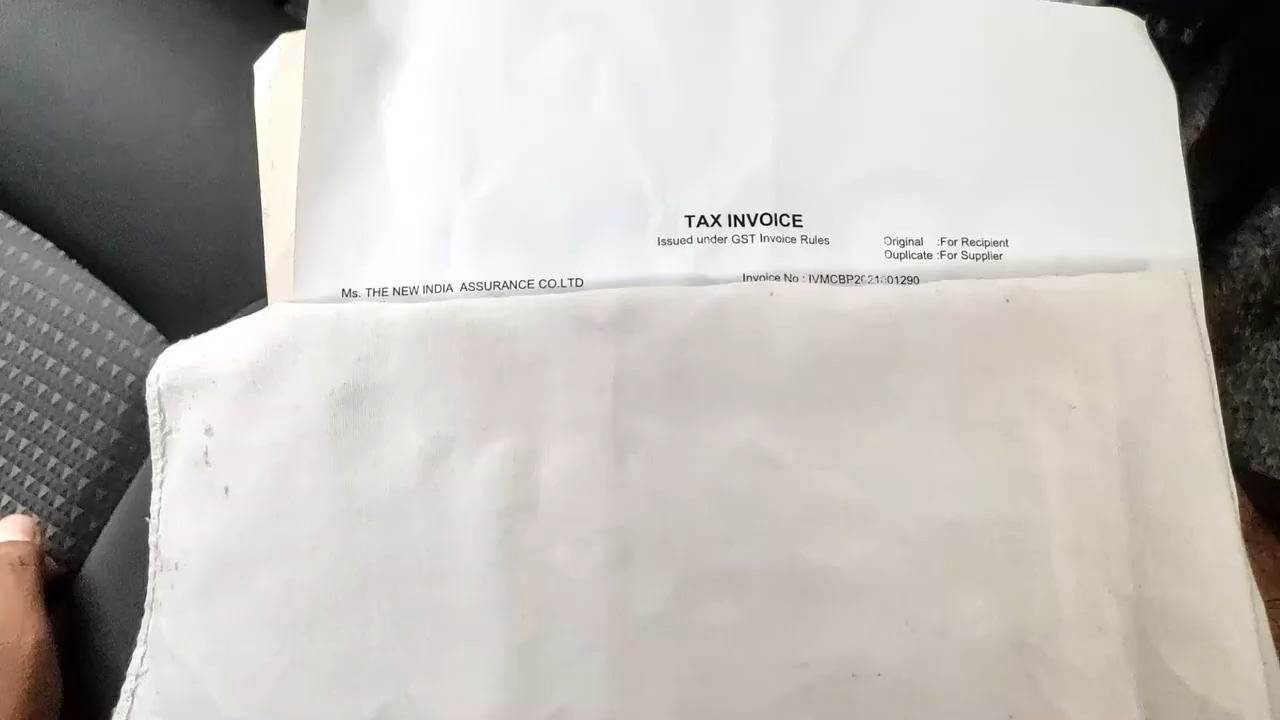 TAX INVOICE
Issued under GST Invoice Rules
Original :For Recipient
Duplicate :For Supplier
Ms. THE NEW INDIA ASSURANCE CO.LTD
Invoice No :